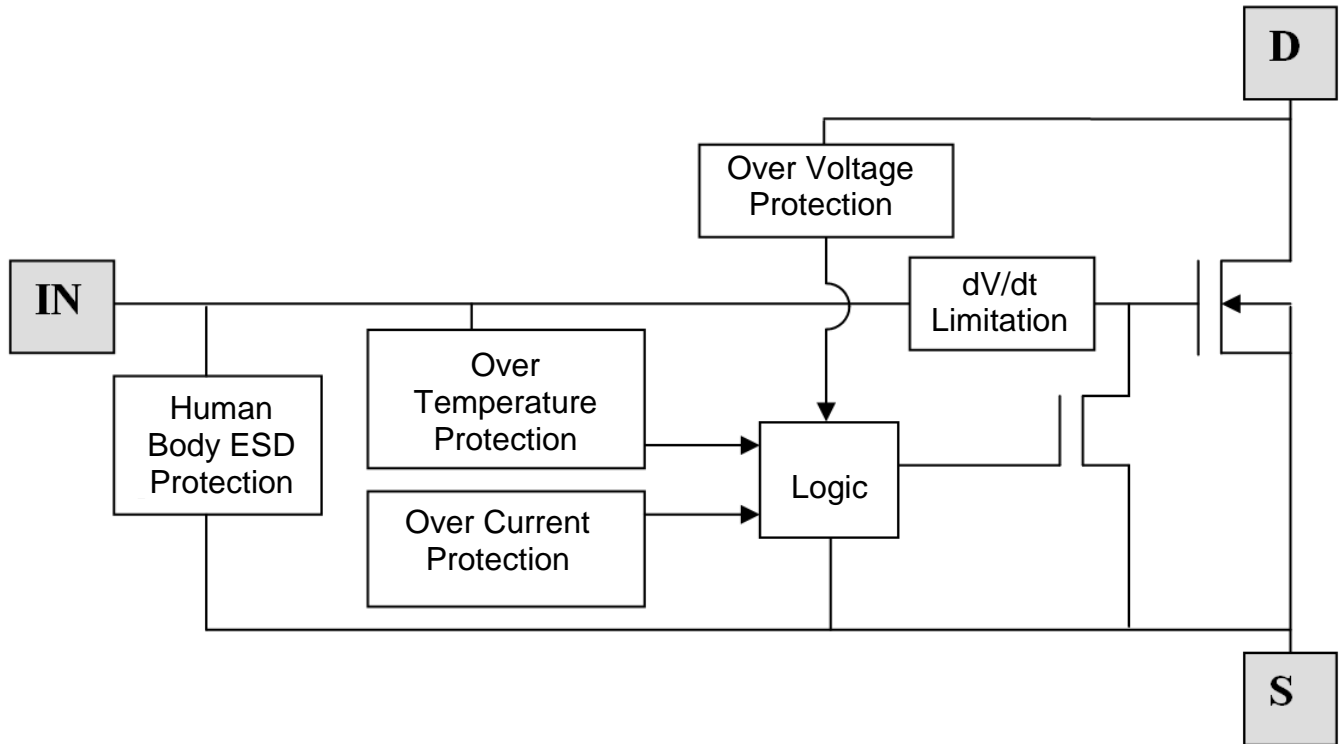 D
Over Voltage
Protection
IN
dV/dt
Limitation
Over
Temperature
Protection
Human
Body ESD
Protection
Logic
Over Current
Protection
S